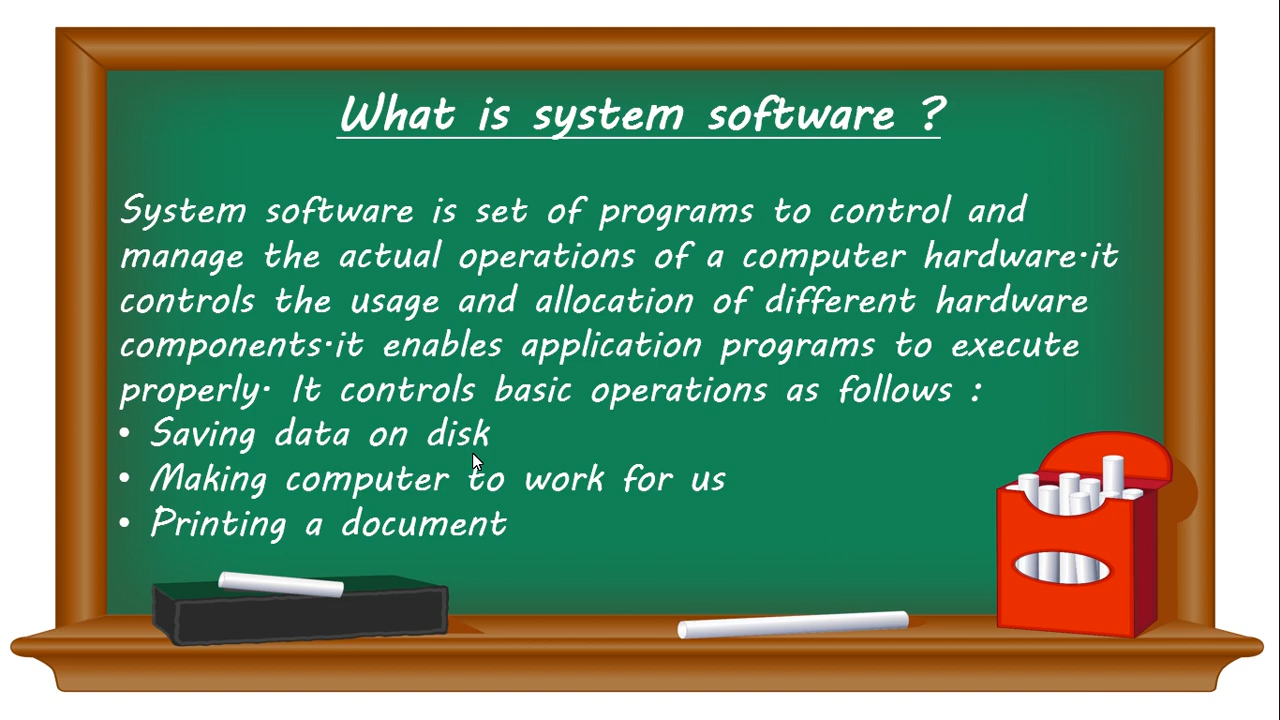 What is system software ?
System software is set of programs to control and
manage the actual operations of a computer hardware.it
controls the usage and allocation of different hardware
components.it enables application programs to execute
properly. It controls basic operations as follows :
• Saving data on disk
• Making computer to work for us
• Printing a document